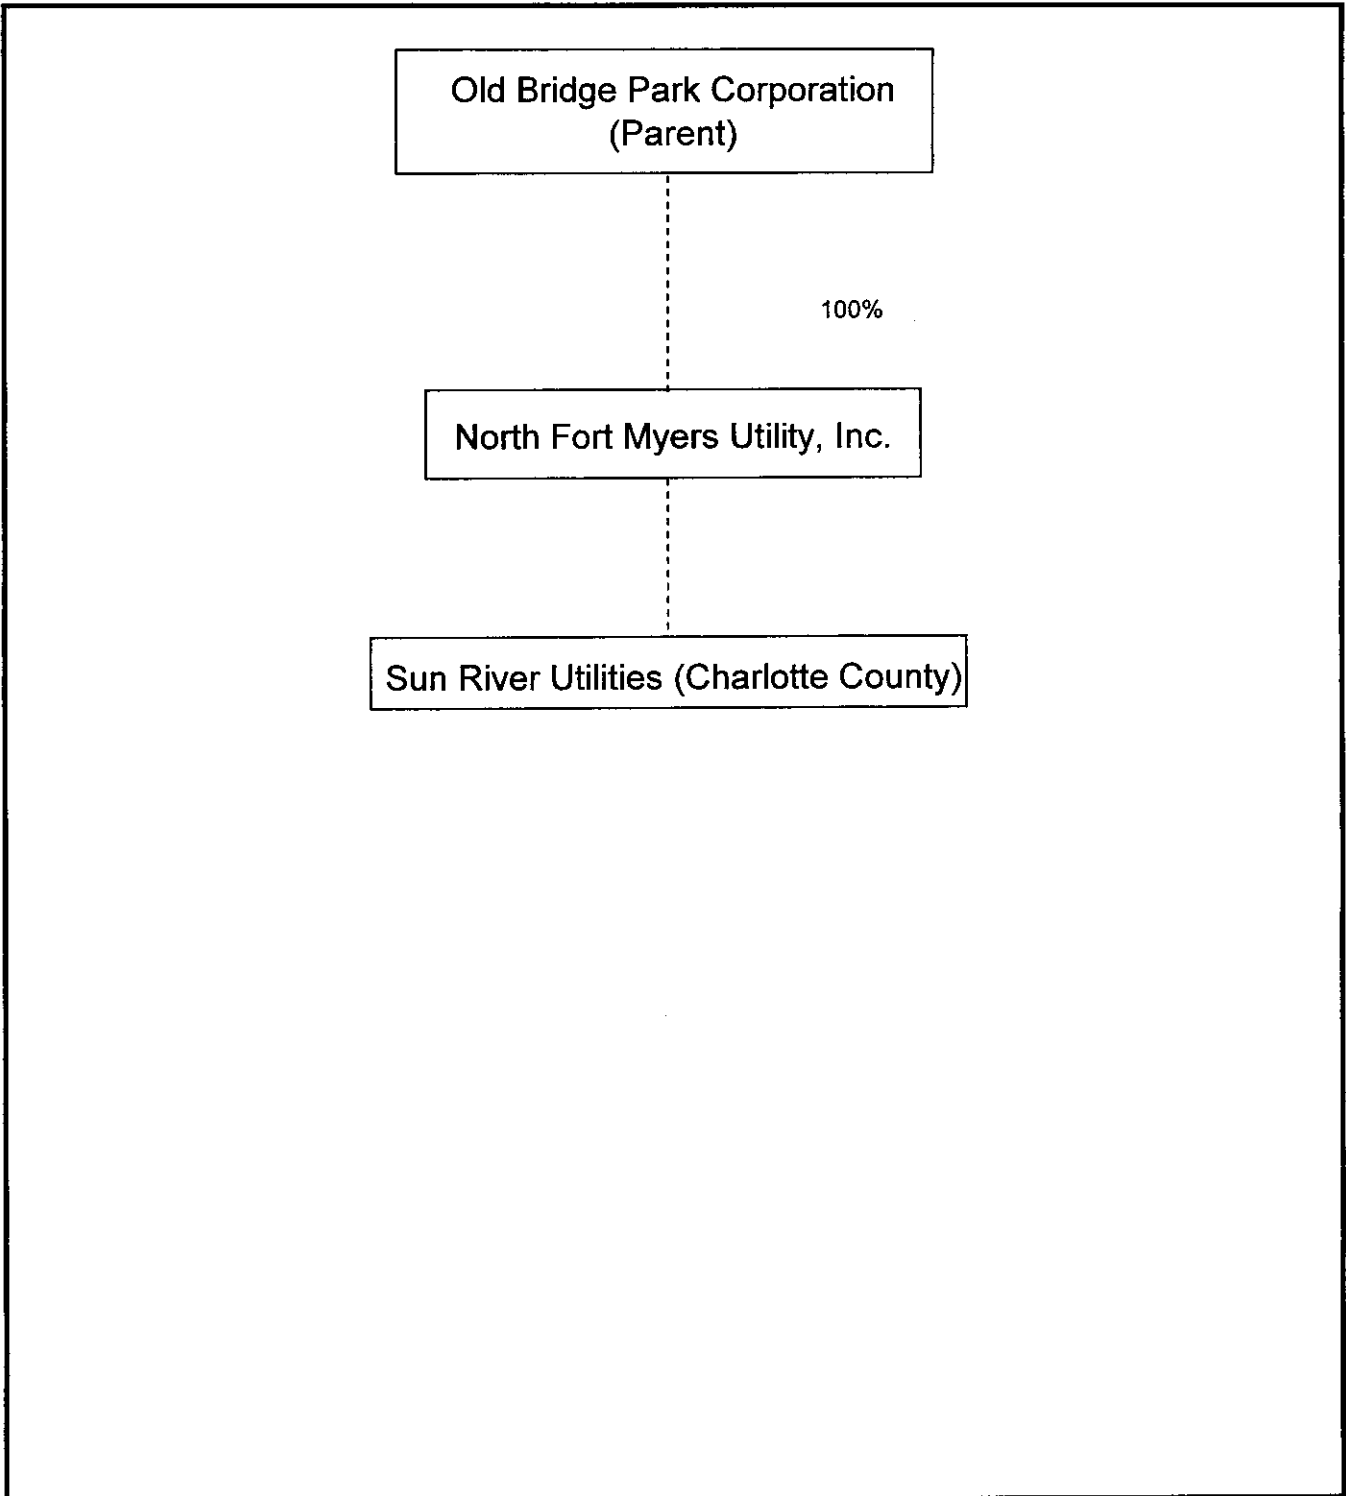 Old Bridge Park Corporation
(Parent)
100%
North Fort Myers Utility, Inc.
Sun River Utilities (Charlotte County)